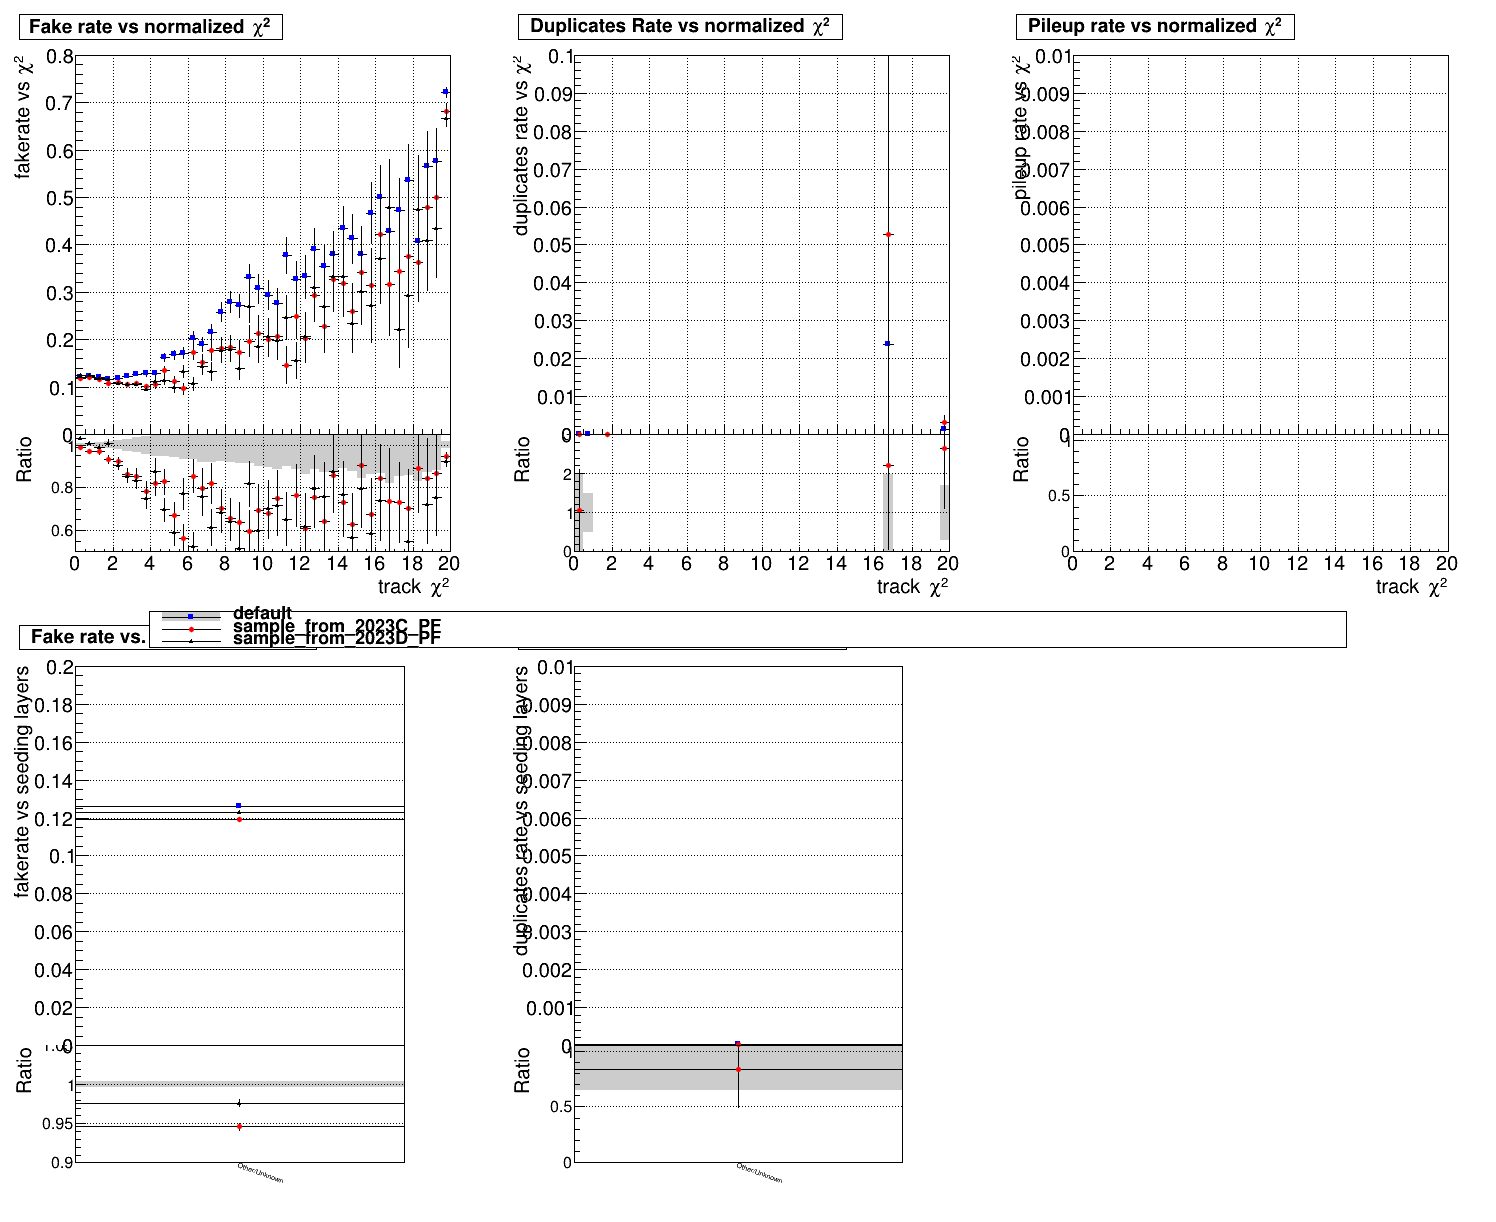 Fake rate vs normalized χ²
fakerate vs χ²
0.8
0.7
0.6
0.5
0.4
0.3
0.2
0.1
0
Ratio
1
0.8
0.6
0 2 4 6 8 10 12 14 16 18 20
track χ²
Duplicates Rate vs normalized χ²
duplicates rate vs χ²
0.1
0.09
0.08
0.07
0.06
0.05
0.04
0.03
0.02
0.01
0
Ratio
2
1
0
0 2 4 6 8 10 12 14 16 18 20
track χ²
Pileup rate vs normalized χ²
pileup rate vs χ²
0.01
0.009
0.008
0.007
0.006
0.005
0.004
0.003
0.002
0.001
0
Ratio
1
0.5
0
0 2 4 6 8 10 12 14 16 18 20
track χ²
default
sample_from_2023C_PF
sample_from_2023D_PF
Fake rate vs.
fakerate vs seeding layers
0.2
0.18
0.16
0.14
0.12
0.1
0.08
0.06
0.04
0.02
0
Ratio
1
0.95
0.9
Other/Unknown
duplicates rate vs seeding layers
0.01
0.009
0.008
0.007
0.006
0.005
0.004
0.003
0.002
0.001
0
Ratio
1
0.5
0
Other/Unknown